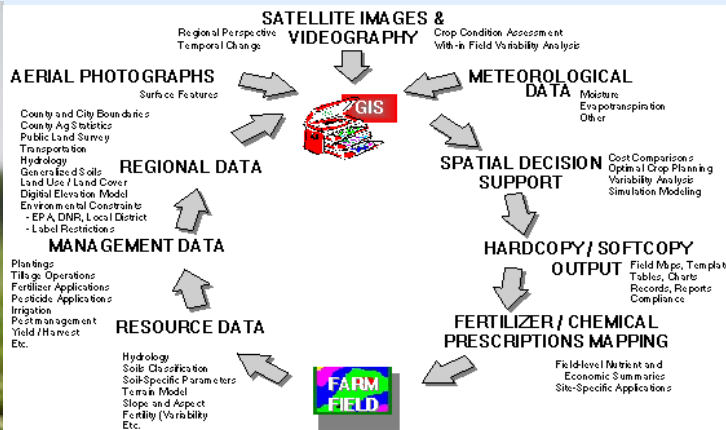 SATELLITE IMAGES &
VIDEOGRAPHY
Regional Perspective
Temporal Change
Crop Condition Assessment
With-in Field Variability Analysis
AERIAL PHOTOGRAPHS
Surface Features
METEOROLOGICAL
DATA
Moisture
Evapotranspiration
Other
GIS
County and City Boundaries
County Ag Statistics
Public Land Survey
Transportation
Hydrology
Generalized Soils
Land Use / Land Cover
Digitial Elevation Model
Environmental Constraints
- EPA, DNR, Local District
- Label Restrictions
REGIONAL DATA
SPATIAL DECISION
SUPPORT
Cost Comparisons
Optimal Crop Planning
Variability Analysis
Simulation Modeling
MANAGEMENT DATA
Plantings
Tillage Operations
Fertilizer Applications
Pesticide Applications
Irrigation
Pest management
Yield / Harvest
Etc.
HARDCOPY / SOFTCOPY
OUTPUT
Field Maps, Templat
Tables, Charts
Records, Reports
Compliance
RESOURCE DATA
Hydrology
Soils Classification
Soil-Specific Parameters
Terrain Model
Slope and Aspect
Fertility (Variability
Etc.
FERTILIZER / CHEMICAL
PRESCRIPTIONS MAPPING
Field-level Nutrient and
Economic Summaries
Site-Specific Applications
FARM
FIELD